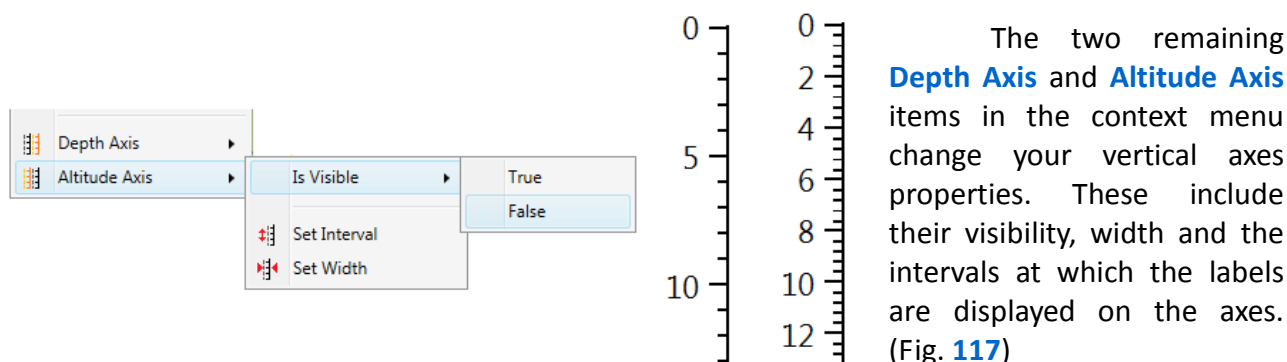 Depth Axis
Altitude Axis
Is Visible
Set Interval
Set Width
True
False
0
5
10
0
2
4
6
8
10
12
The two remaining
Depth Axis and Altitude Axis
items in the context menu
change your vertical axes
properties. These include
their visibility, width and the
intervals at which the labels
are displayed on the axes.
(Fig. 117)